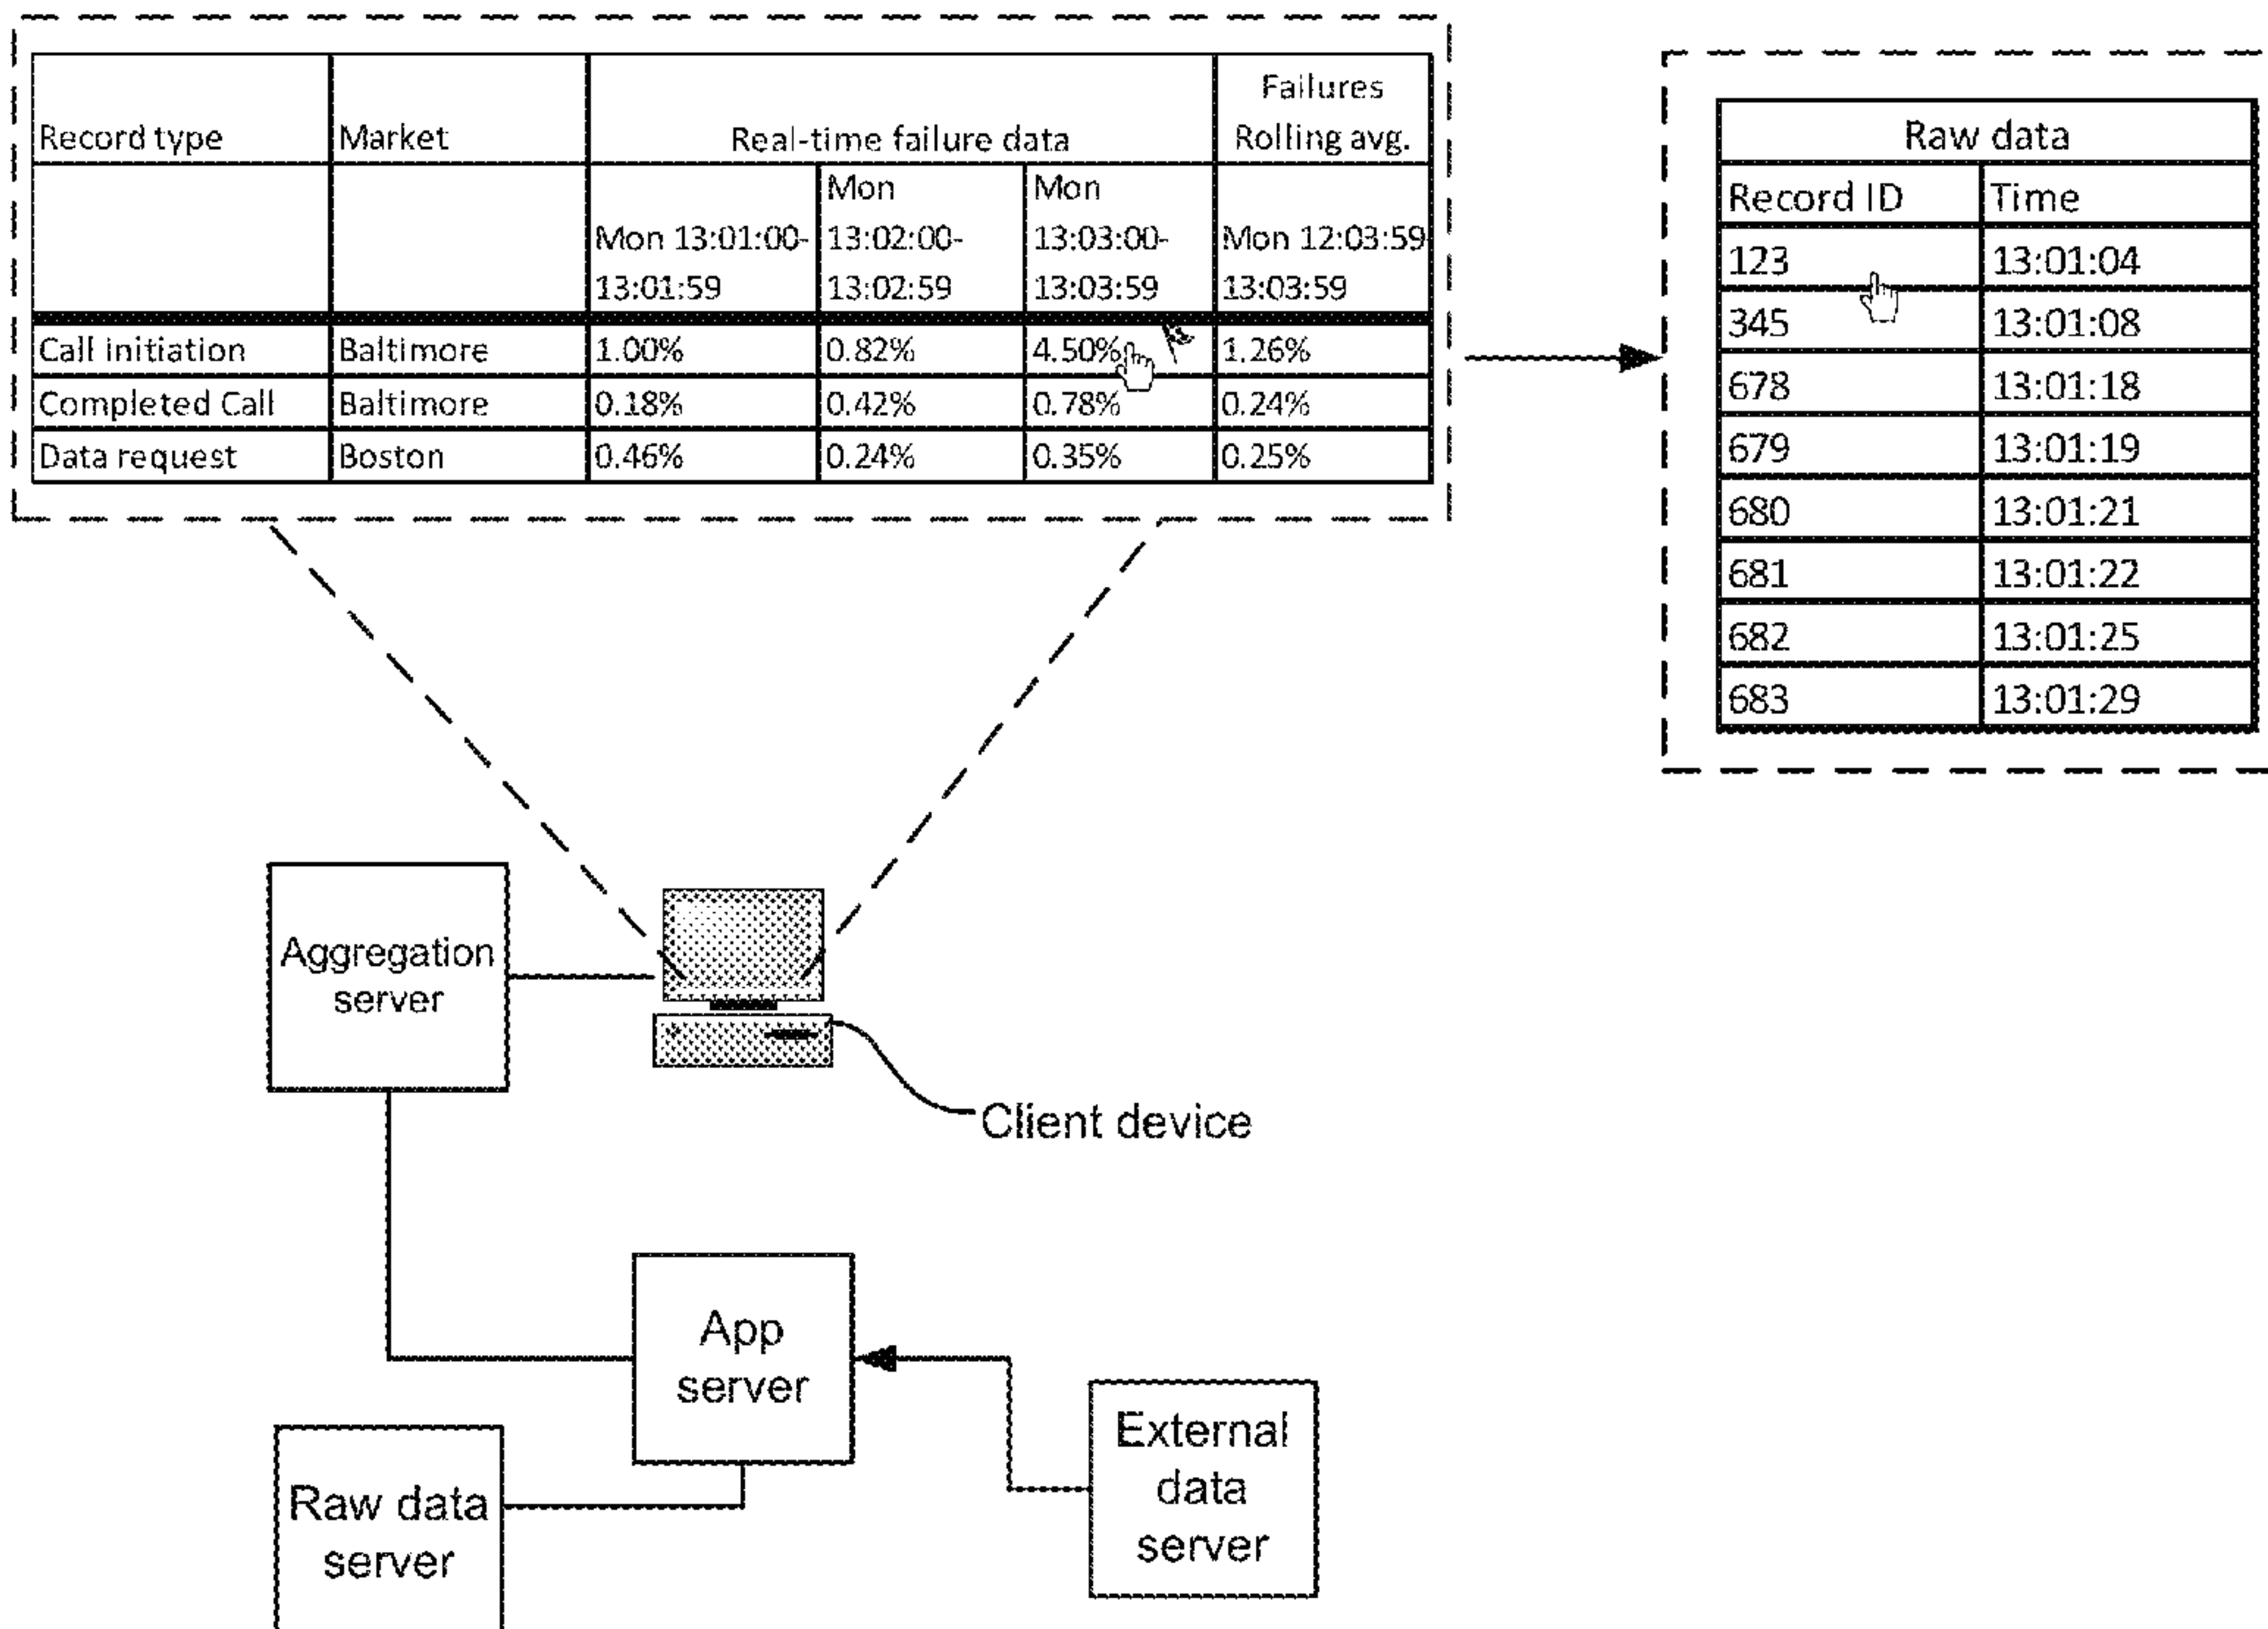 Record type Market Real-time failure data Failures Rolling avg.
Mon 13:01:00-13:01:59 Mon 13:02:00-13:02:59 Mon 13:03:00-13:03:59 Mon 12:03:59 13:03:59
Call initiation Baltimore 1.00% 0.82% 4.50% 1.26%
Completed Call Baltimore 0.18% 0.42% 0.78% 0.24%
Data request Boston 0.46% 0.24% 0.35% 0.25%
Raw data
Record ID Time
123 13:01:04
345 13:01:08
678 13:01:18
679 13:01:19
680 13:01:21
681 13:01:22
682 13:01:25
683 13:01:29
Aggregation
server
Client device
App
server
External
data
server
Raw data
server